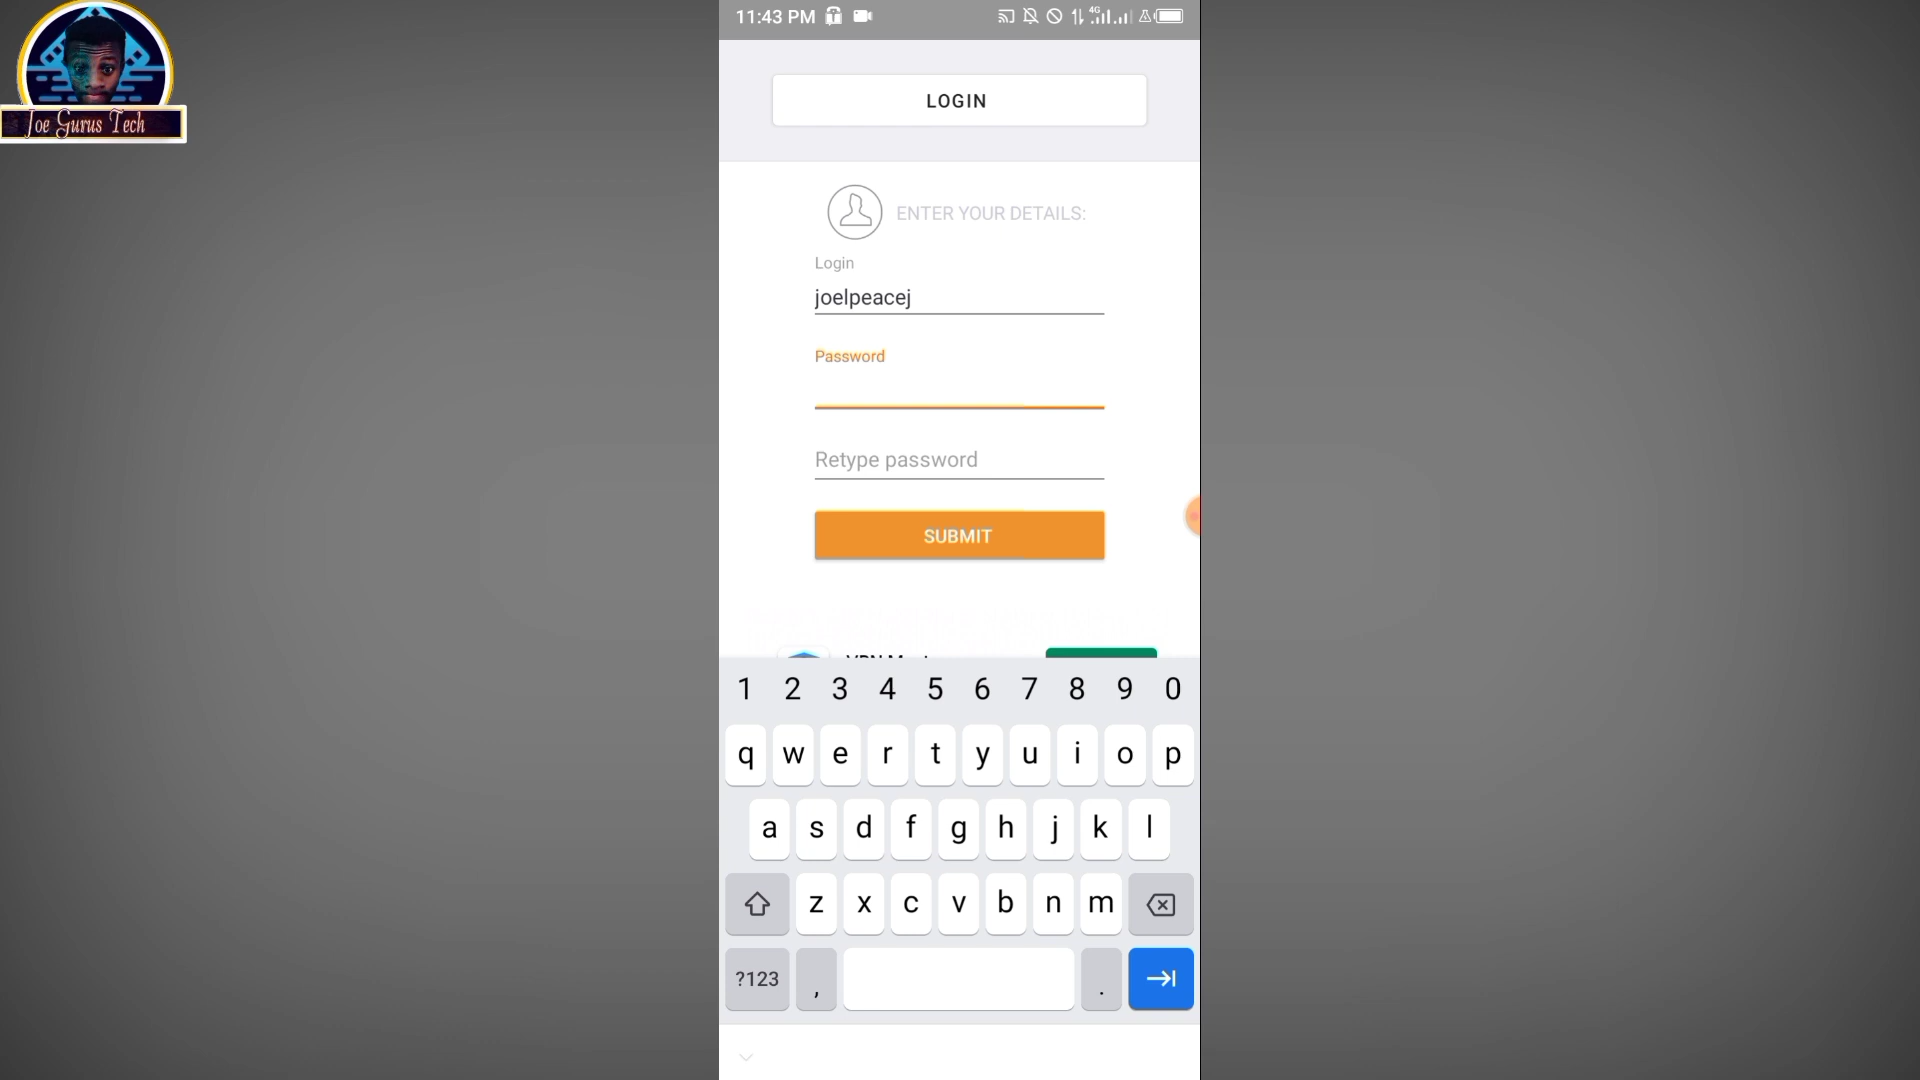 Joe Gurus Tech
11:43 PM
4G
LOGIN
ENTER YOUR DETAILS:
Login
joelpeacej
Password
Retype password
SUBMIT
1 2 3 4 5 6 7 8 9 0
q w e r t y u i o p
a s d f g h j k l
z x c v b n m
?123 , .